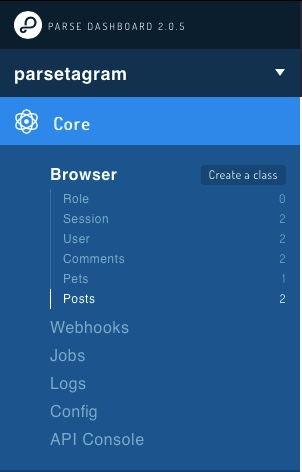 PARSE DASHBOARD 2.0.5
parsetagram
Core
Browser Create a class
Role 0
Session 2
User 2
Comments 2
Pets 1
Posts 2
Webhooks
Jobs
Logs
Config
API Console